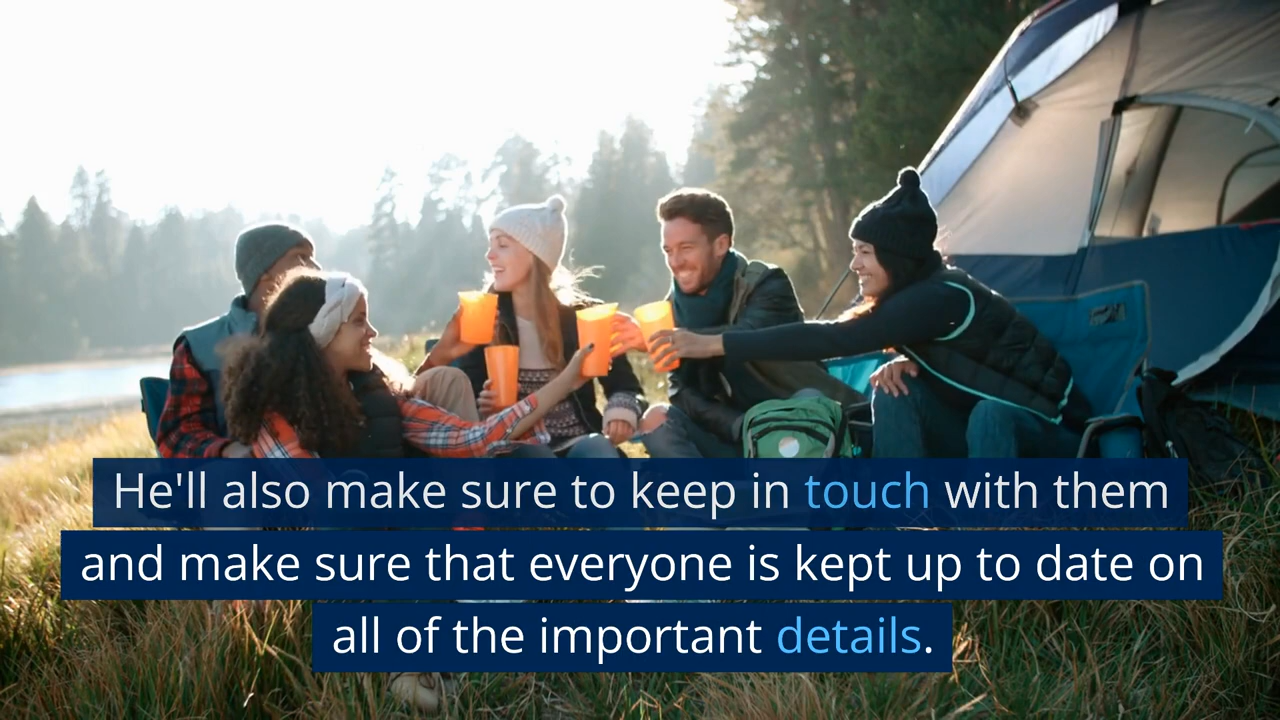 He'll also make sure to keep in touch with them
and make sure that everyone is kept up to date on
all of the important details.